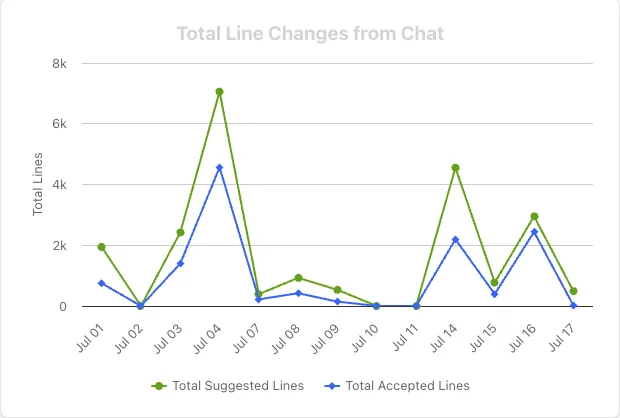 Total Line Changes from Chat
Total Lines
8k
6k
4k
2k
0
Jul 01
Jul 02
Jul 03
Jul 04
Jul 07
Jul 08
Jul 09
Jul 10
Jul 11
Jul 14
Jul 15
Jul 16
Jul 17
Total Suggested Lines
Total Accepted Lines